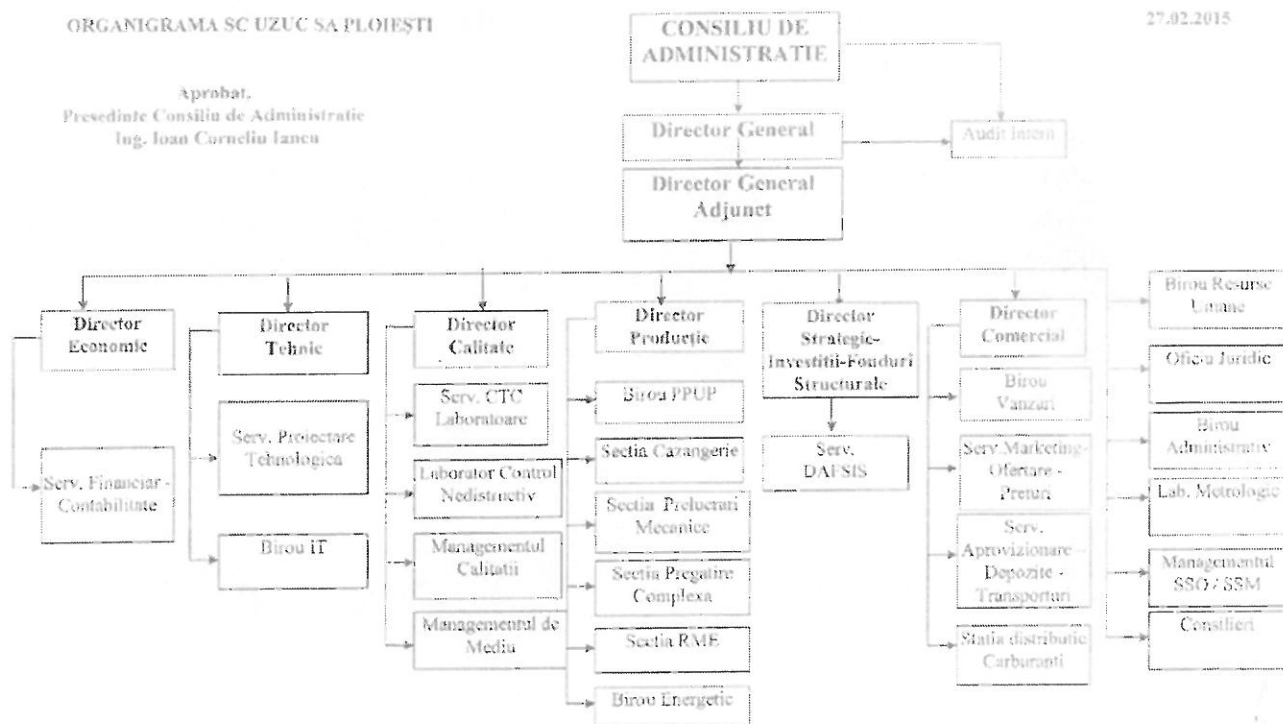 ORGANIGRAMA SC UZUC SA PLOIEȘTI
27.02.2015
Aprobat,
Presedinte Consiliu de Administratie
Ing. Ioan Corneliu Iancu
CONSILIU DE
ADMINISTRATIE
Director General
Audit Intern
Director General
Adjunct
Director
Economic
Serv. Financiar -
Contabilitate
Director
Tehnic
Serv. Proiectare
Tehnologica
Birou IT
Director
Calitate
Serv. CTC
Laboratoare
Laborator Control
Nedistructiv
Managementul
Calitatii
Managementul de
Mediu
Director
Producție
Birou PPUP
Sectia Cazangerie
Sectia Prelucrari
Mecanice
Sectia Pregatire
Complexa
Sectia RME
Birou Energetic
Director
Strategic-
Investitii-Fonduri
Structurale
Serv.
DAFSIS
Director
Comercial
Birou
Vanzari
Serv.Marketing-
Ofertare -
Preturi
Serv.
Aprovizionare -
Depozite -
Transporturi
Statia distributie
Carburanti
Birou Resurse
Umane
Oficiu Juridic
Birou
Administrativ
Lab. Metrologie
Managementul
SSO / SSM
Consilieri